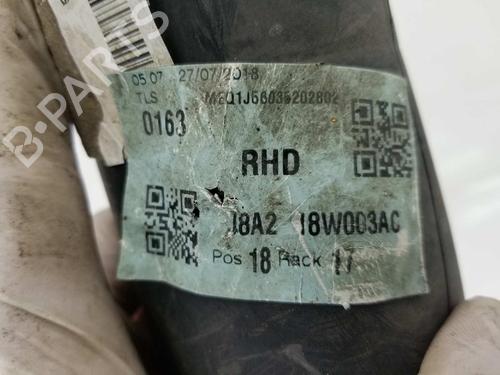 B-PARTS
05.07 27/07/2018
TLS
0163
RHD
J8A2 18W003AC
Pos 18 Rack 17